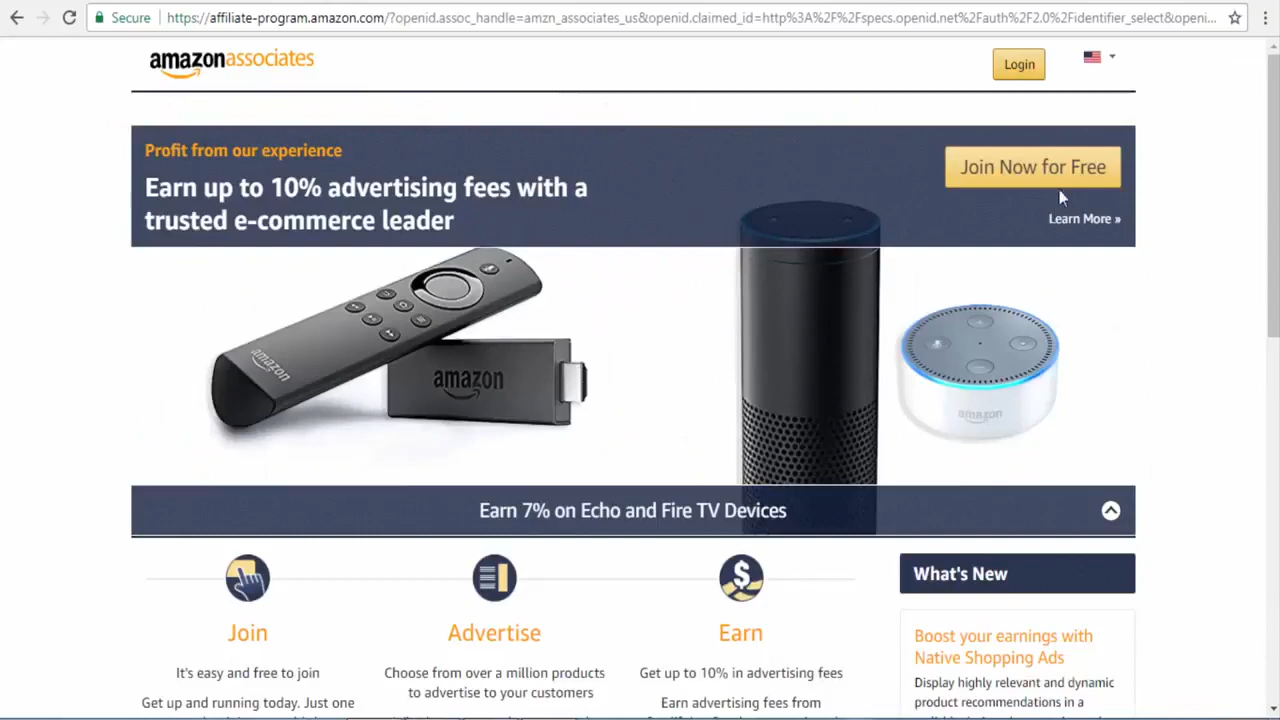 Secure
https://affiliate-program.amazon.com/?openid.assoc_handle=amzn_associates_us&openid.claimed_id=http%3A%2F%2Fspecs.openid.net%2Fauth%2F2.0%2Fidentifier_select&openi...
amazonassociates
Login
Profit from our experience
Earn up to 10% advertising fees with a
trusted e-commerce leader
Join Now for Free
Learn More »
amazon
amazon
amazon
Earn 7% on Echo and Fire TV Devices
Join
It's easy and free to join
Get up and running today. Just one
Advertise
Choose from over a million products
to advertise to your customers
Earn
Get up to 10% in advertising fees
Earn advertising fees from
What's New
Boost your earnings with
Native Shopping Ads
Display highly relevant and dynamic
product recommendations in a